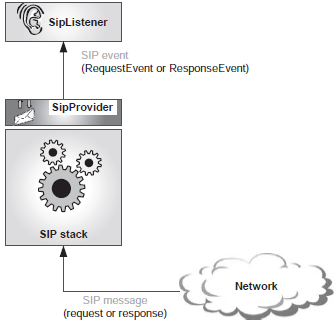 SipListener
SIP event
(RequestEvent or ResponseEvent)
SipProvider
SIP stack
Network
SIP message
(request or response)